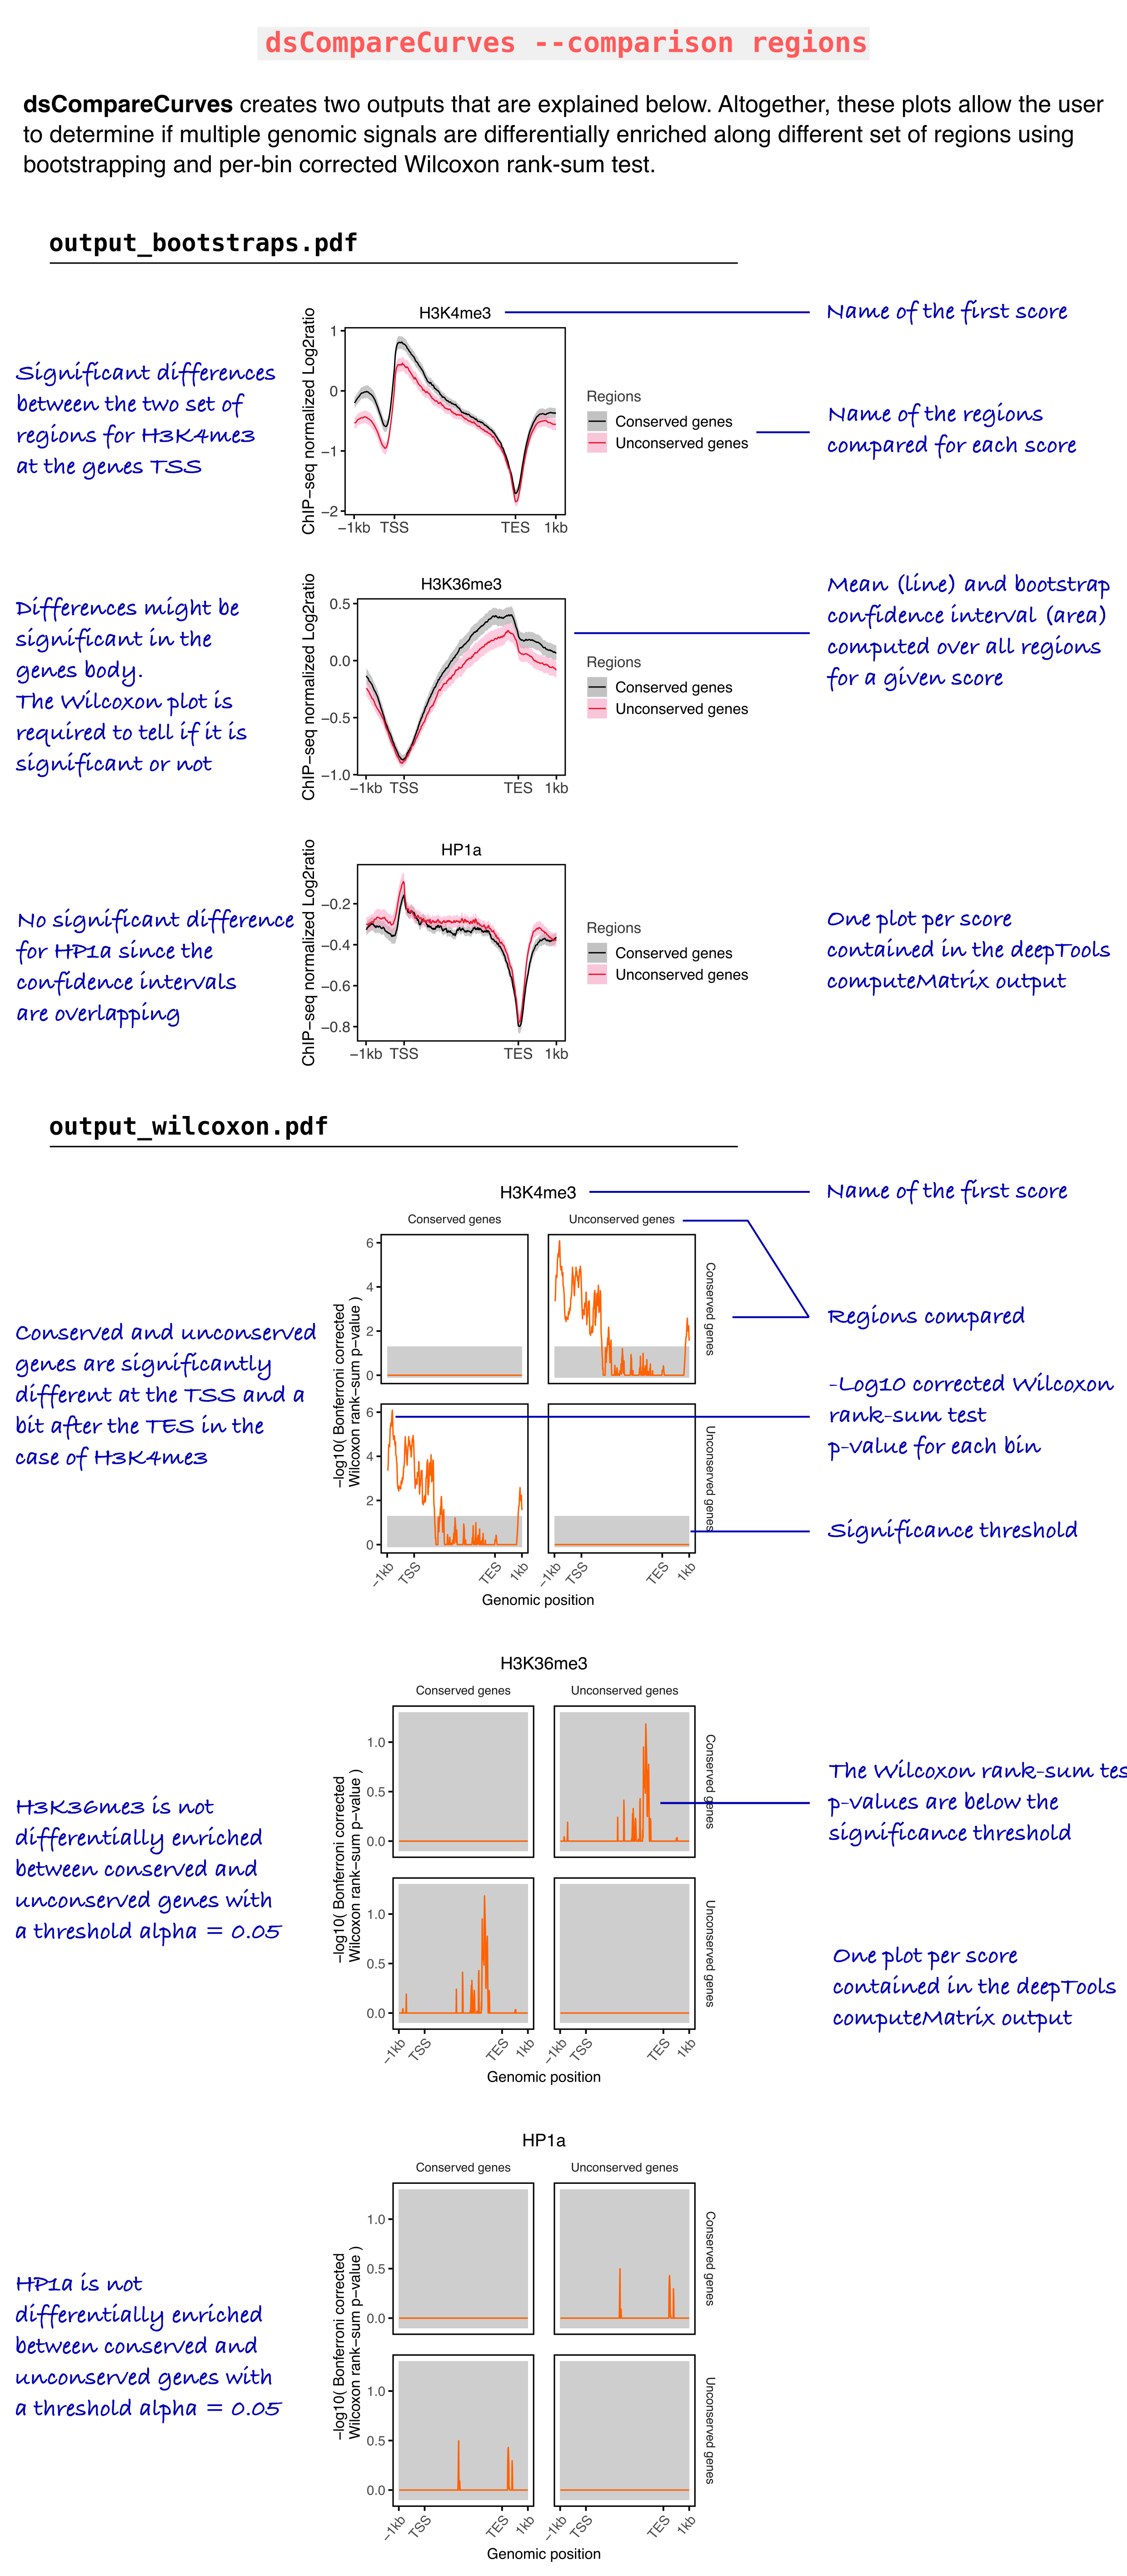 dsCompareCurves --comparison regions
dsCompareCurves creates two outputs that are explained below. Altogether, these plots allow the user
to determine if multiple genomic signals are differentially enriched along different set of regions using
bootstrapping and per-bin corrected Wilcoxon rank-sum test.
output_bootstraps.pdf
H3K4me3
Name of the first score
Significant differences
between the two set of
regions for H3K4me3
at the genes TSS
ChIP−seq normalized Log2ratio
1
0
−1
−2
−1kb TSS TES 1kb
Regions
Conserved genes
Unconserved genes
Name of the regions
compared for each score
H3K36me3
Differences might be
significant in the
genes body.
The Wilcoxon plot is
required to tell if it is
significant or not
ChIP−seq normalized Log2ratio
0.5
0.0
−0.5
−1.0
−1kb TSS TES 1kb
Regions
Conserved genes
Unconserved genes
Mean (line) and bootstrap
confidence interval (area)
computed over all regions
for a given score
HP1a
No significant difference
for HP1a since the
confidence intervals
are overlapping
ChIP−seq normalized Log2ratio
−0.2
−0.4
−0.6
−0.8
−1kb TSS TES 1kb
Regions
Conserved genes
Unconserved genes
One plot per score
contained in the deepTools
computeMatrix output
output_wilcoxon.pdf
H3K4me3
Name of the first score
Conserved genes
Unconserved genes
Conserved and unconserved
genes are significantly
different at the TSS and a
bit after the TES in the
case of H3K4me3
−log10( Bonferroni corrected
Wilcoxon rank−sum p−value )
6
4
2
0
Conserved genes
6
4
2
0
Unconserved genes
−1kb TSS TES 1kb
−1kb TSS TES 1kb
Genomic position
Regions compared
-Log10 corrected Wilcoxon
rank-sum test
p-value for each bin
Significance threshold
H3K36me3
Conserved genes
Unconserved genes
H3K36me3 is not
differentially enriched
between conserved and
unconserved genes with
a threshold alpha = 0.05
−log10( Bonferroni corrected
Wilcoxon rank−sum p−value )
1.0
0.5
0.0
Conserved genes
1.0
0.5
0.0
Unconserved genes
−1kb TSS TES 1kb
−1kb TSS TES 1kb
Genomic position
The Wilcoxon rank-sum tes
p-values are below the
significance threshold
One plot per score
contained in the deepTools
computeMatrix output
HP1a
Conserved genes
Unconserved genes
HP1a is not
differentially enriched
between conserved and
unconserved genes with
a threshold alpha = 0.05
−log10( Bonferroni corrected
Wilcoxon rank−sum p−value )
1.0
0.5
0.0
Conserved genes
1.0
0.5
0.0
Unconserved genes
−1kb TSS TES 1kb
−1kb TSS TES 1kb
Genomic position